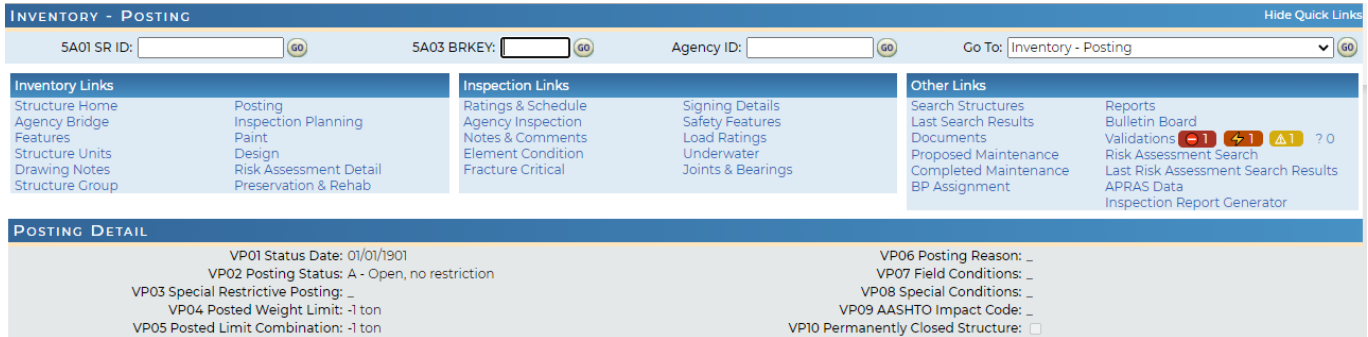 INVENTORY - POSTING Hide Quick Links
5A01 SR ID: GO 5A03 BRKEY: GO Agency ID: GO Go To: Inventory - Posting GO
Inventory Links
Structure Home Posting
Agency Bridge Inspection Planning
Features Paint
Structure Units Design
Drawing Notes Risk Assessment Detail
Structure Group Preservation & Rehab
Inspection Links
Ratings & Schedule Signing Details
Agency Inspection Safety Features
Notes & Comments Load Ratings
Element Condition Underwater
Fracture Critical Joints & Bearings
Other Links
Search Structures Reports
Last Search Results Bulletin Board
Documents Validations 1 1 1 ? 0
Proposed Maintenance Risk Assessment Search
Completed Maintenance Last Risk Assessment Search Results
BP Assignment APRAS Data
Inspection Report Generator
POSTING DETAIL
VP01 Status Date: 01/01/1901 VP06 Posting Reason: _
VP02 Posting Status: A - Open, no restriction VP07 Field Conditions: _
VP03 Special Restrictive Posting: _ VP08 Special Conditions: _
VP04 Posted Weight Limit: -1 ton VP09 AASHTO Impact Code: _
VP05 Posted Limit Combination: -1 ton VP10 Permanently Closed Structure: